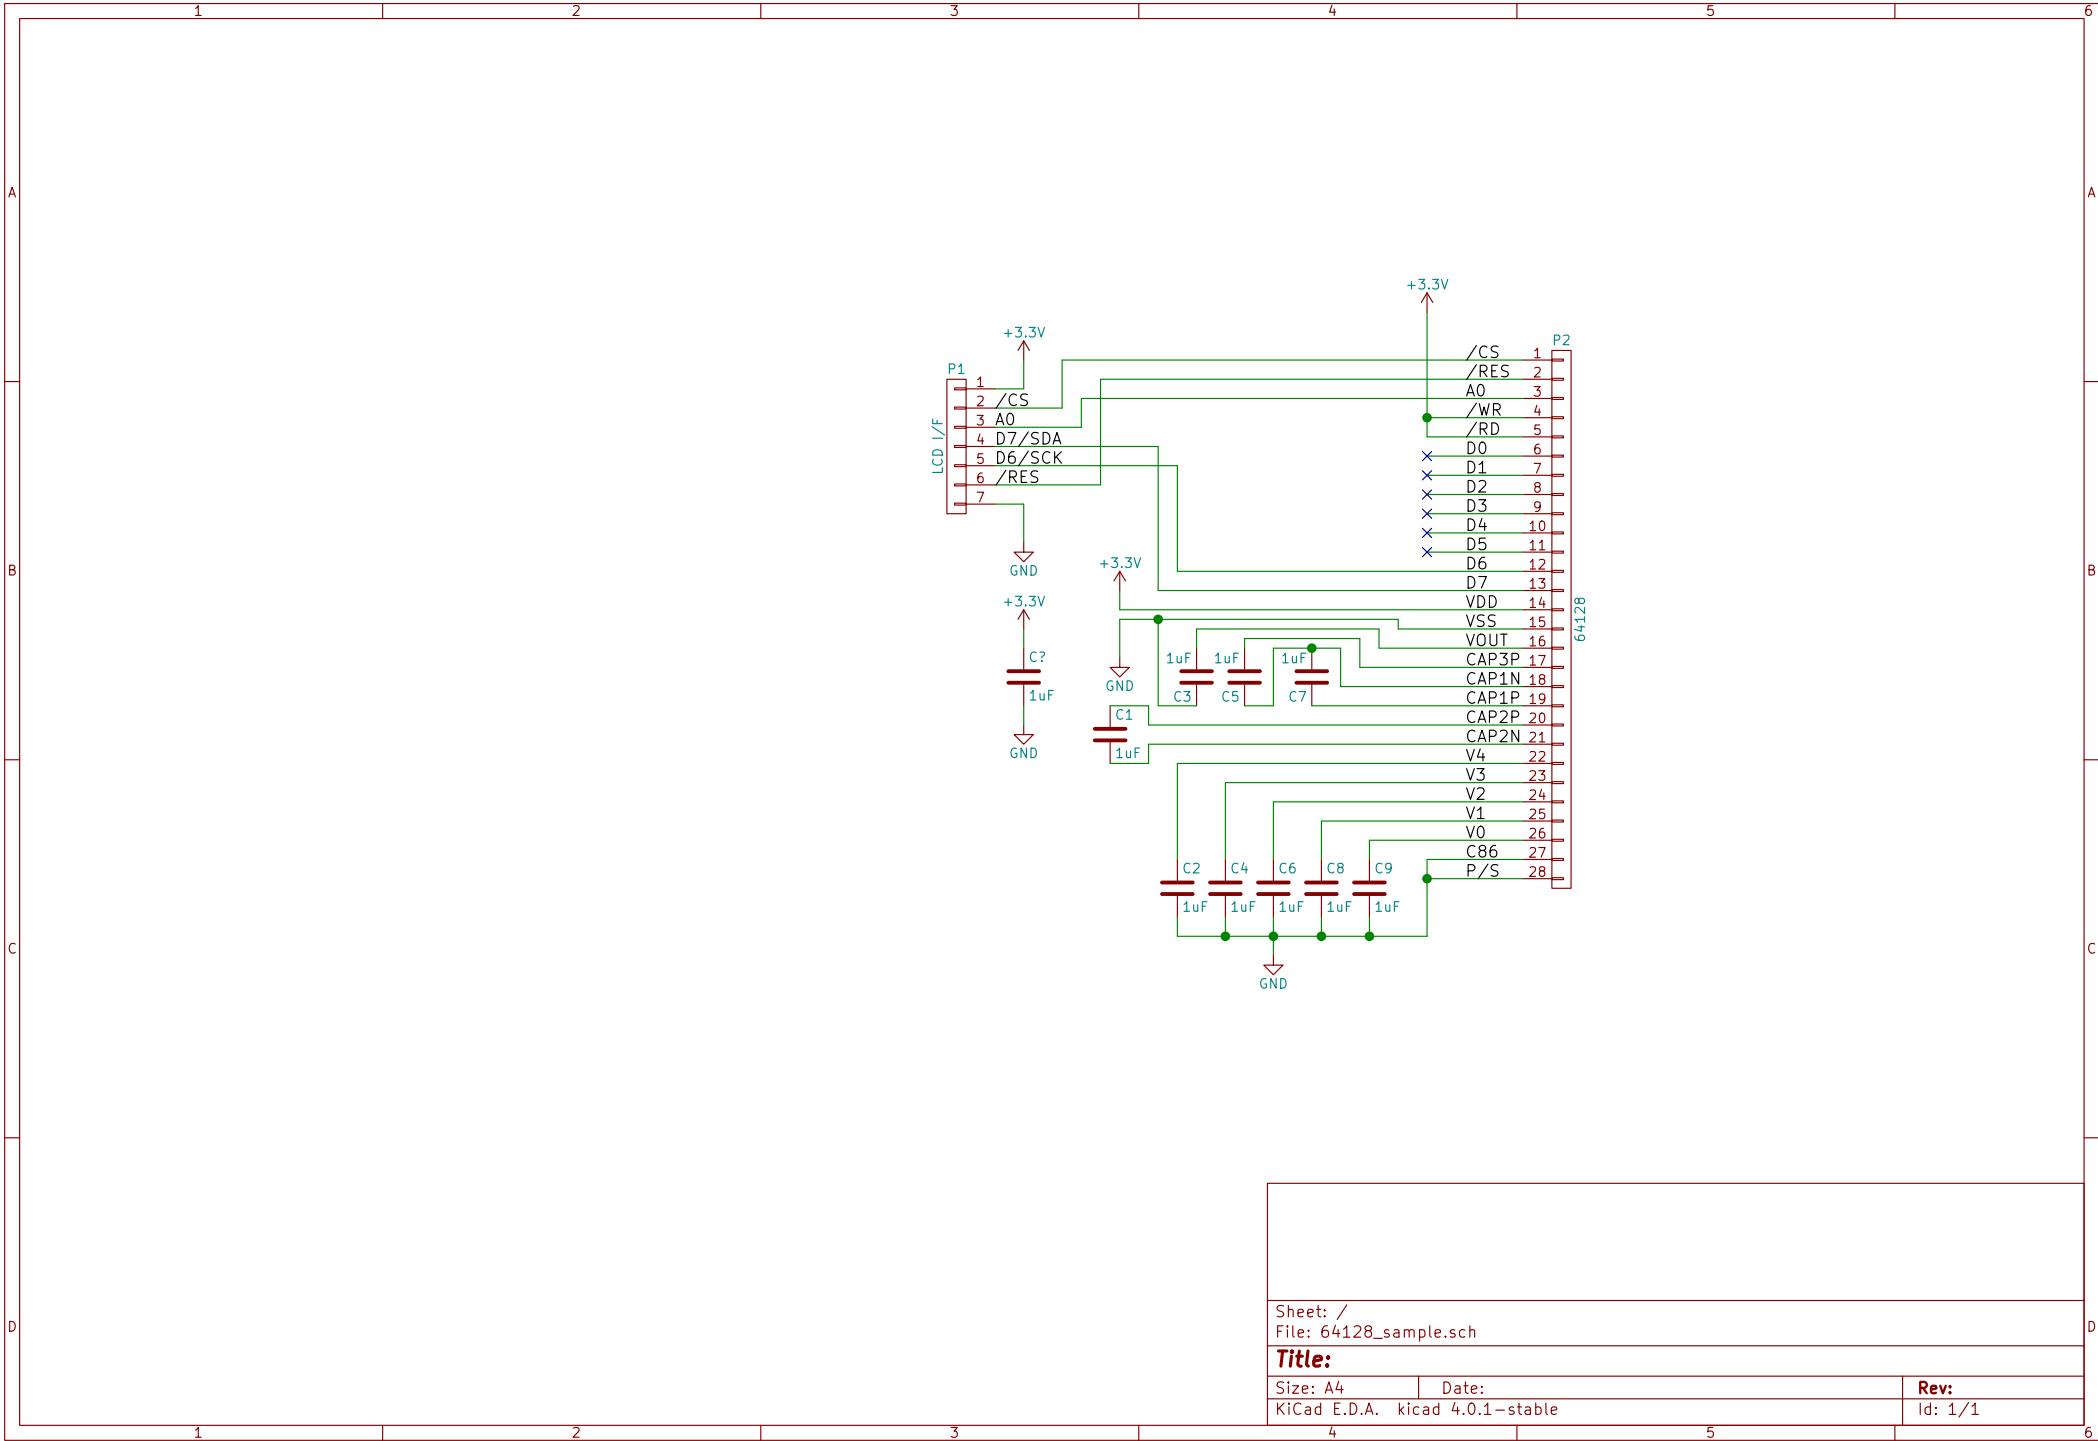 1 2 3 4 5 6
A A
B B
C C
D D
+3.3V
P2
/CS 1
/RES 2
A0 3
/WR 4
/RD 5
D0 6
D1 7
D2 8
D3 9
D4 10
D5 11
D6 12
D7 13
VDD 14
VSS 15
VOUT 16
CAP3P 17
CAP1N 18
CAP1P 19
CAP2P 20
CAP2N 21
V4 22
V3 23
V2 24
V1 25
V0 26
C86 27
P/S 28
64128
+3.3V
P1
LCD I/F
1
2 /CS
3 A0
4 D7/SDA
5 D6/SCK
6 /RES
7
GND
+3.3V
+3.3V
C?
1uF
GND
GND
1uF 1uF 1uF
C3 C5 C7
C1
1uF
C2 C4 C6 C8 C9
1uF 1uF 1uF 1uF 1uF
GND
Sheet: /
File: 64128_sample.sch
Title:
Size: A4 Date: Rev:
KiCad E.D.A. kicad 4.0.1-stable Id: 1/1
1 2 3 4 5 6